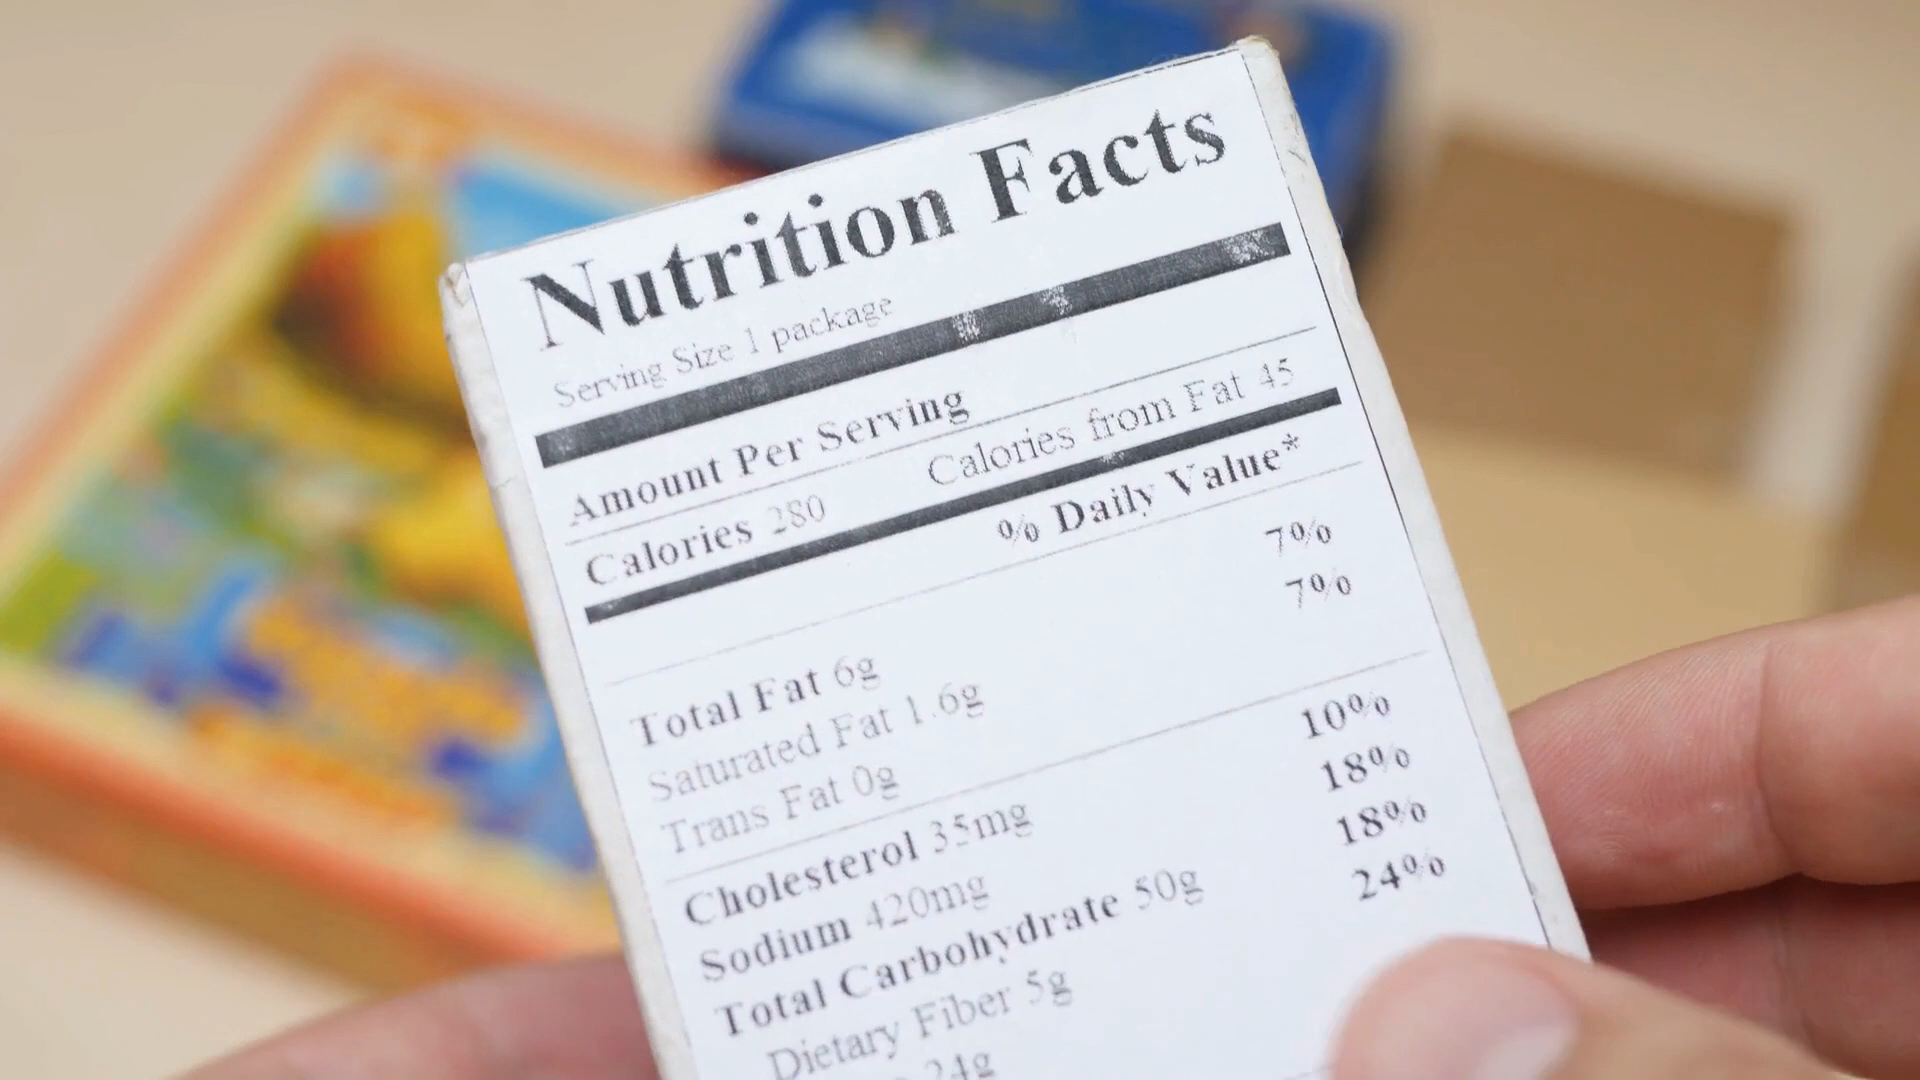 Nutrition Facts
Serving Size 1 package
Amount Per Serving
Calories 280 Calories from Fat 45
% Daily Value*
7%
7%
Total Fat 6g
Saturated Fat 1.6g
Trans Fat 0g
10%
18%
18%
24%
Cholesterol 35mg
Sodium 420mg
Total Carbohydrate 50g
Dietary Fiber 5g
24g